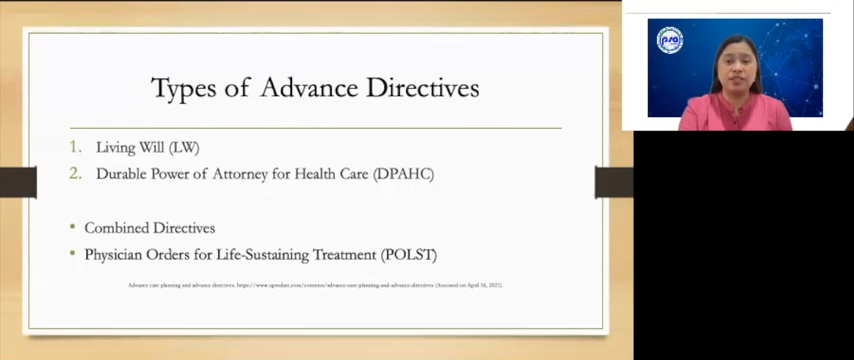 Types of Advance Directives
1. Living Will (LW)
2. Durable Power of Attorney for Health Care (DPAHC)
• Combined Directives
• Physician Orders for Life-Sustaining Treatment (POLST)
Advance care planning and advance directives. https://www.uptodate.com/contents/advance-care-planning-and-advance-directives (Accessed on April 16, 2021).
psa